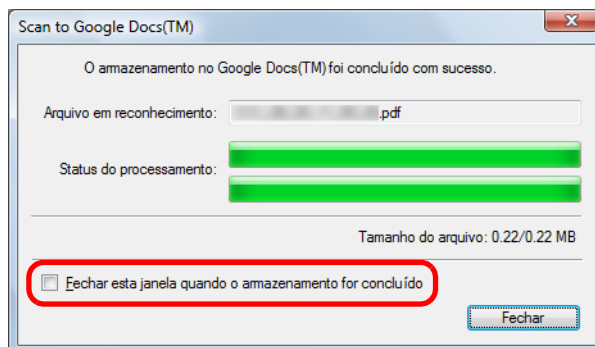 Scan to Google Docs(TM)
O armazenamento no Google Docs(TM) foi concluído com sucesso.
Arquivo em reconhecimento: .pdf
Status do processamento:
Tamanho do arquivo: 0.22/0.22 MB
Fechar esta janela quando o armazenamento for concluído
Fechar